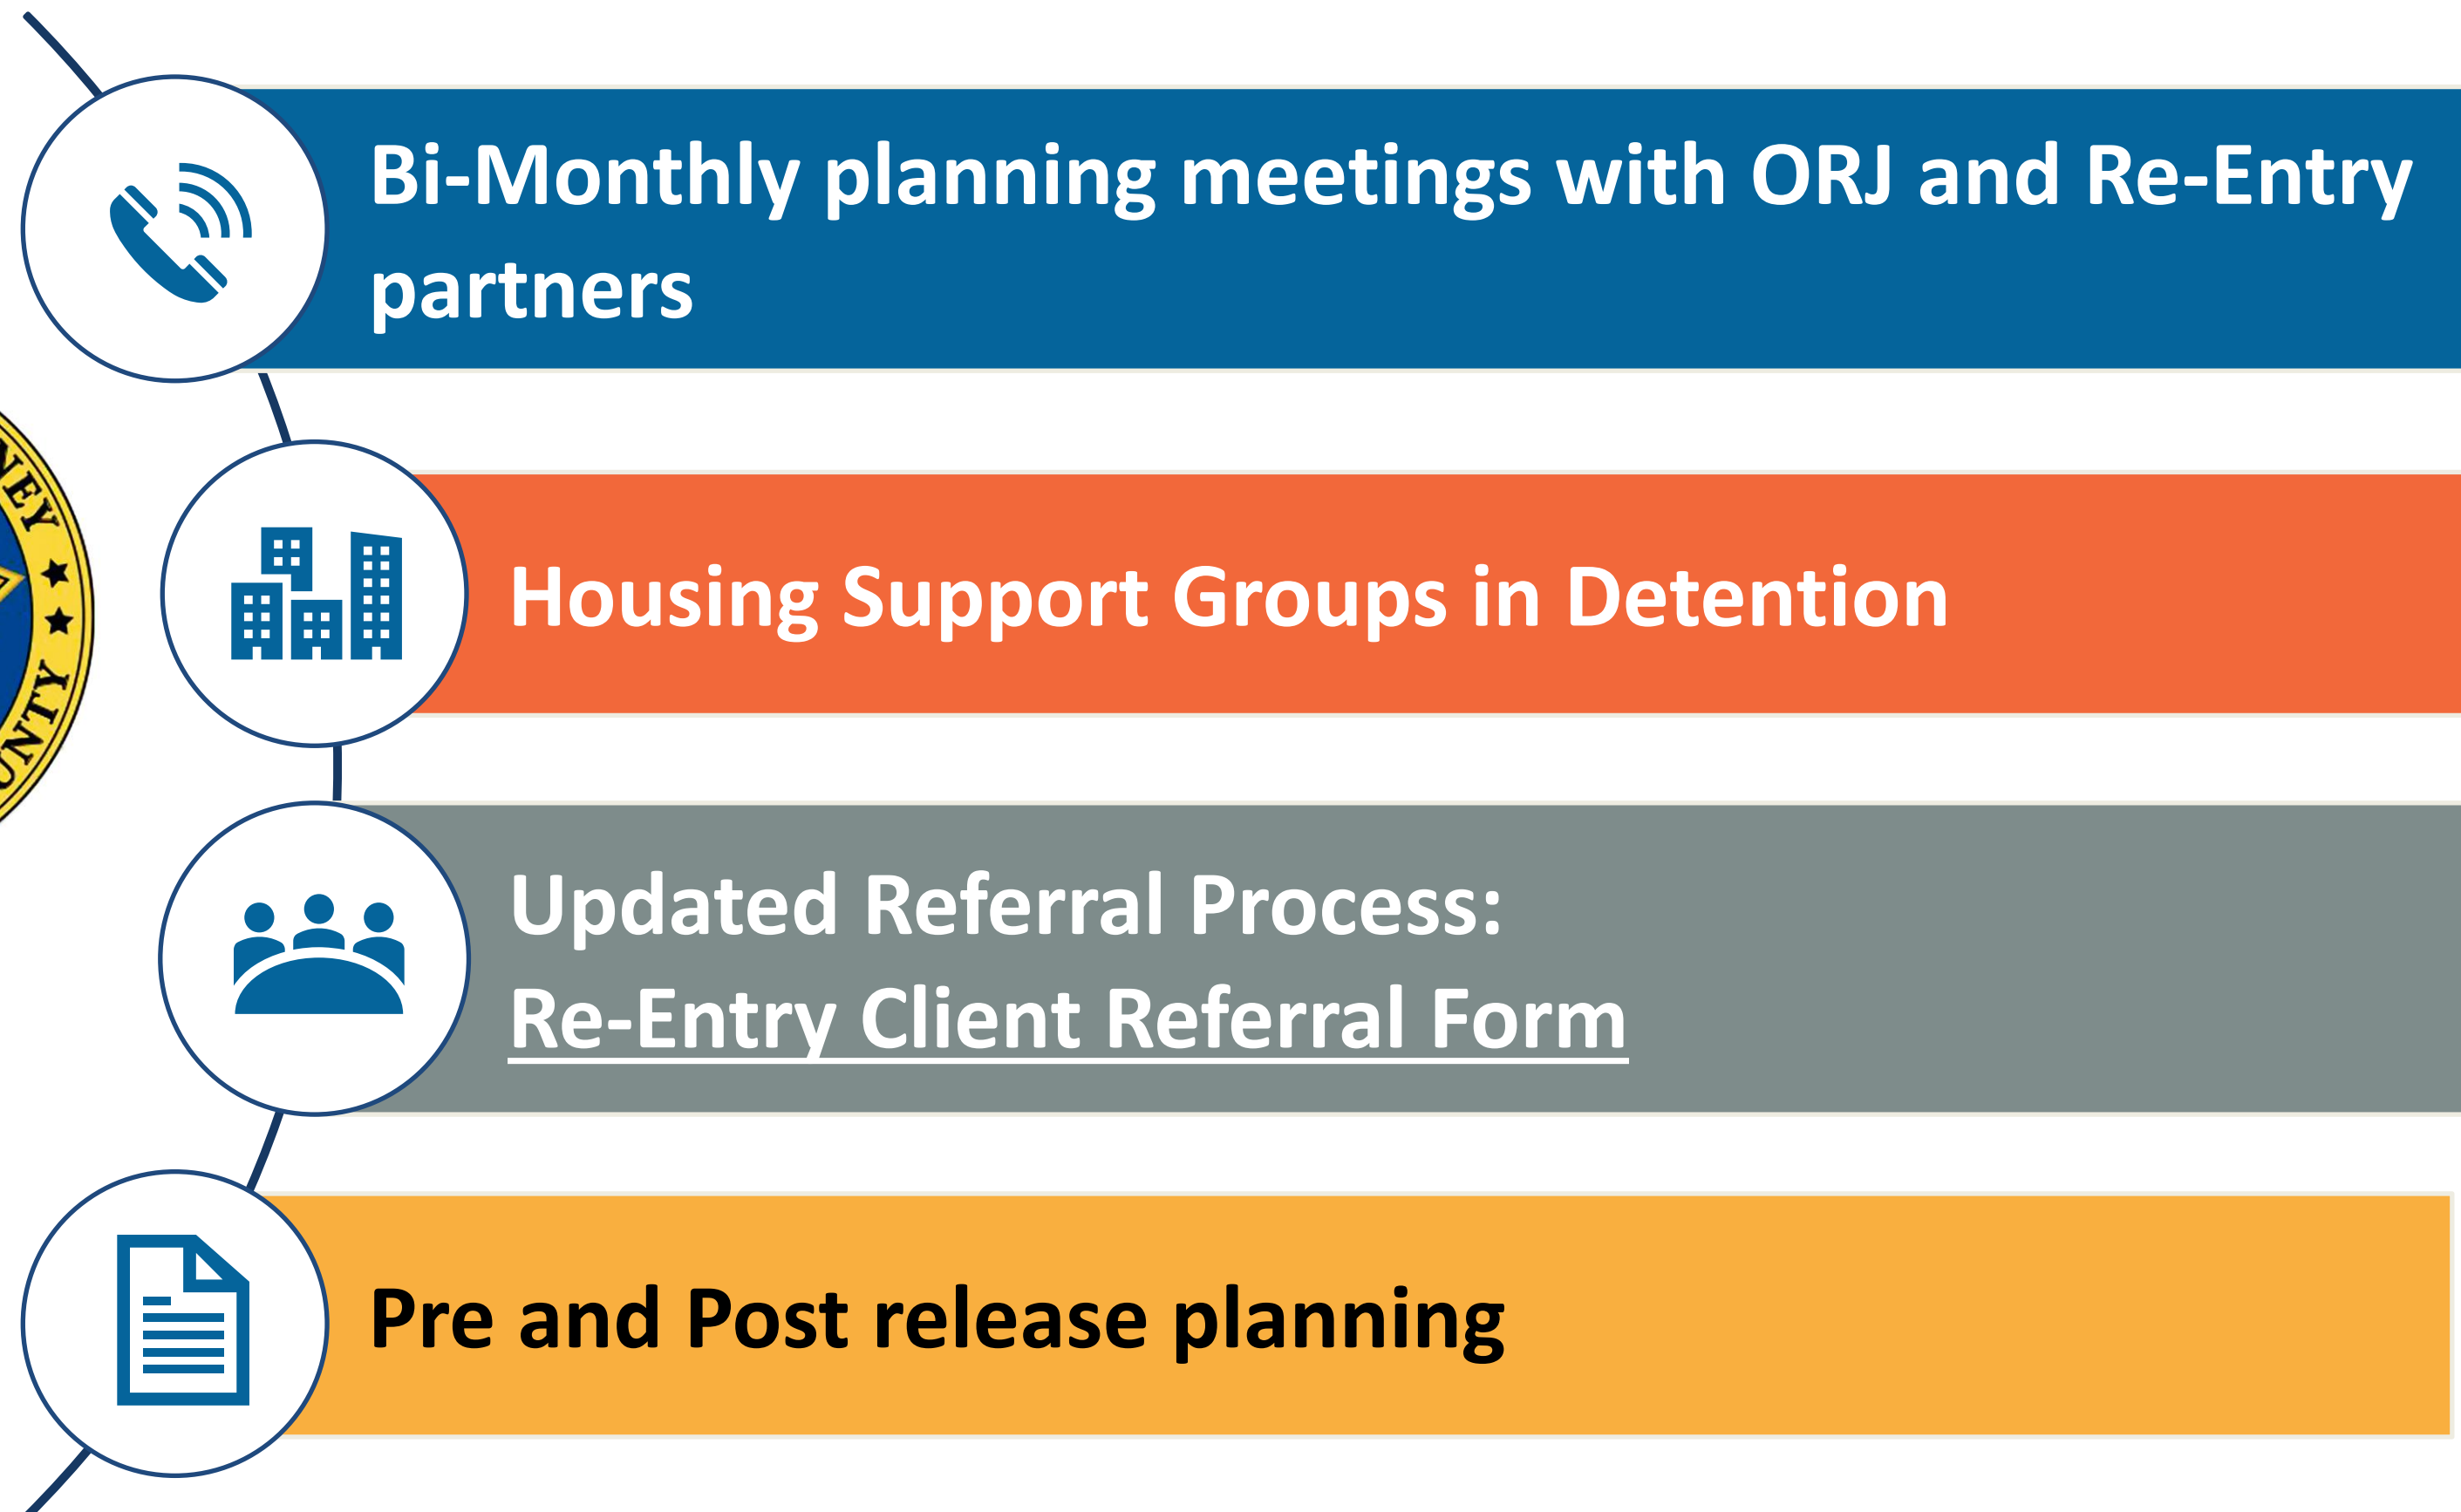 Bi-Monthly planning meetings with ORJ and Re-Entry
partners
Housing Support Group in Detention
Updated Referral Process:
Re-Entry Client Referral Form
Pre and Post release planning